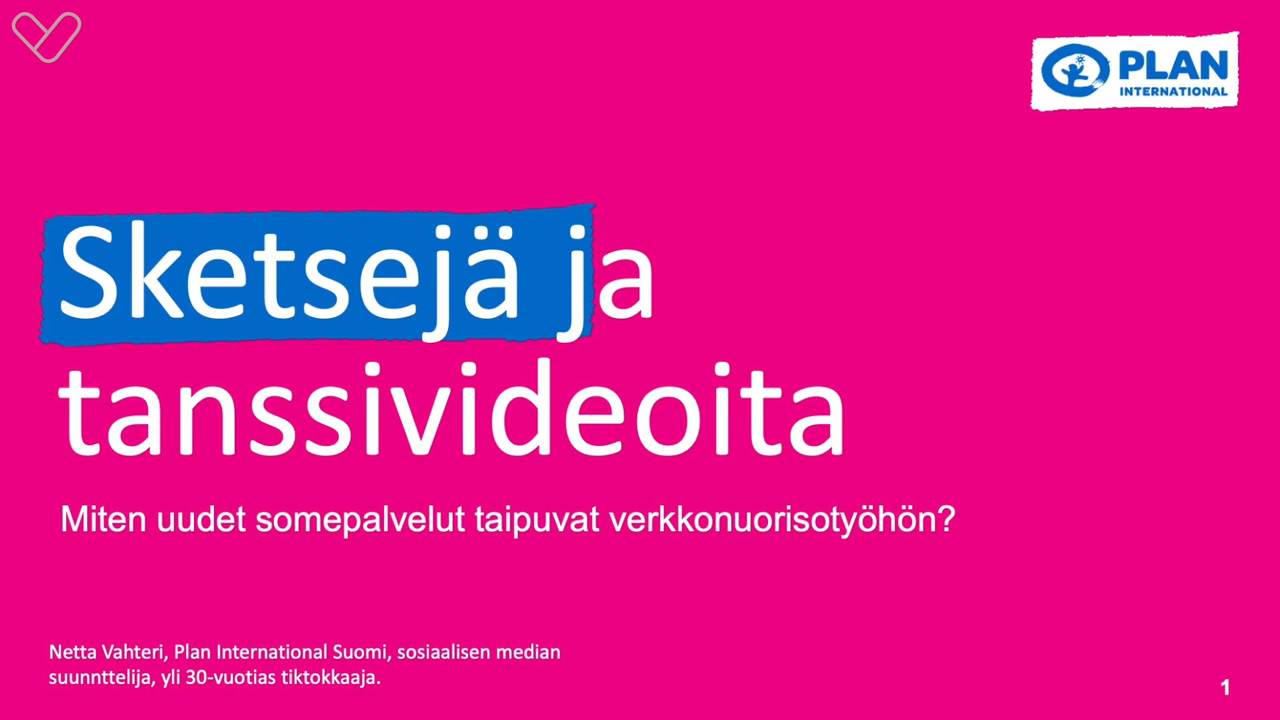 PLAN
INTERNATIONAL
Sketsejä ja
tanssivideoita
Miten uudet somepalvelut taipuvat verkkonuorisotyöhön?
Netta Vahteri, Plan International Suomi, sosiaalisen median
suunnttelija, yli 30-vuotias tiktokkaaja.
1